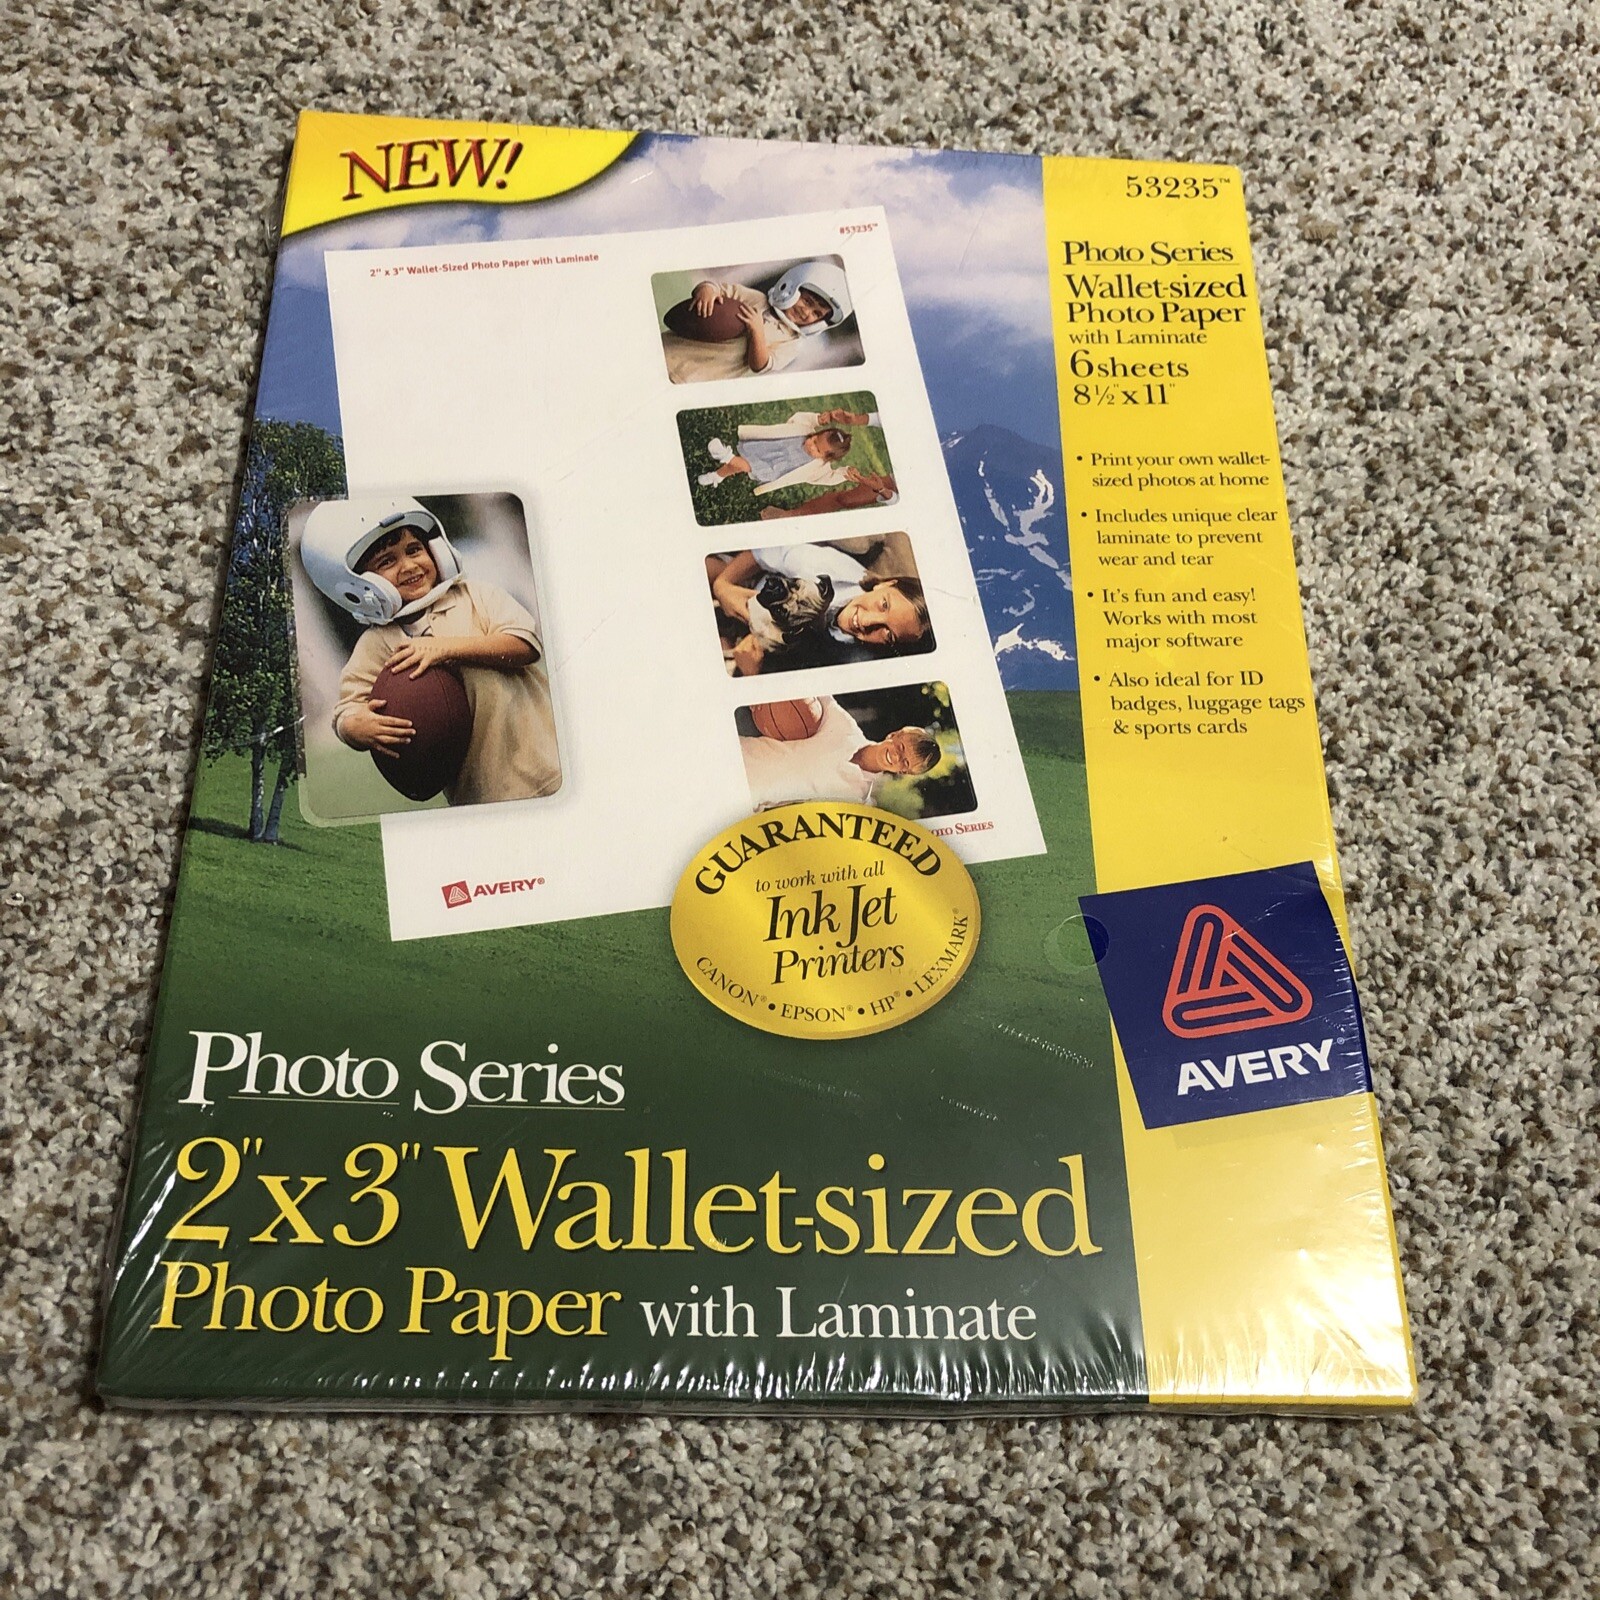 NEW!
53235™
2" x 3" Wallet-Sized Photo Paper with Laminate
#53235™
Photo Series
Wallet-sized
Photo Paper
with Laminate
6 sheets
8½" x 11"
• Print your own wallet-
sized photos at home
• Includes unique clear
laminate to prevent
wear and tear
• It's fun and easy!
Works with most
major software
• Also ideal for ID
badges, luggage tags
& sports cards
AVERY®
OTO SERIES
GUARANTEED
to work with all
Ink Jet
Printers
CANON® • EPSON® • HP® • LEXMARK®
AVERY®
Photo Series
2"x3" Wallet-sized
Photo Paper with Laminate